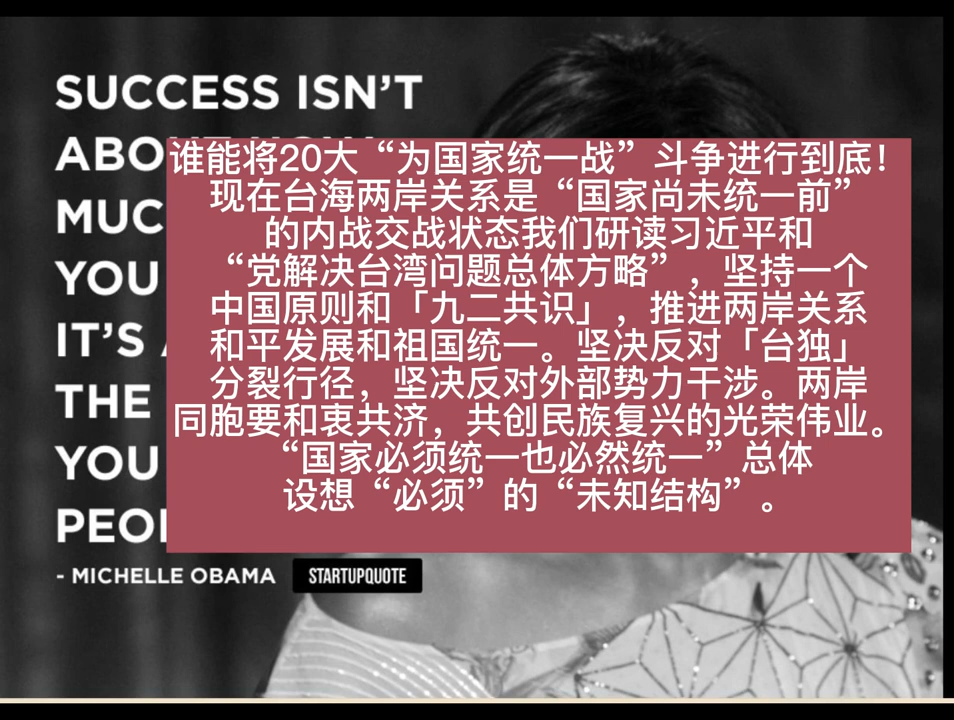 SUCCESS ISN'T
ABO
MUC
YOU
IT'S
THE
YOU
PEO
- MICHELLE OBAMA
STARTUPQUOTE
谁能将20大“为国家统一战”斗争进行到底！
现在台海两岸关系是“国家尚未统一前”
的内战交战状态我们研读习近平和
“党解决台湾问题总体方略”，坚持一个
中国原则和「九二共识」，推进两岸关系
和平发展和祖国统一。坚决反对「台独」
分裂行径，坚决反对外部势力干涉。两岸
同胞要和衷共济，共创民族复兴的光荣伟业。
“国家必须统一也必然统一”总体
设想“必须”的“未知结构”。